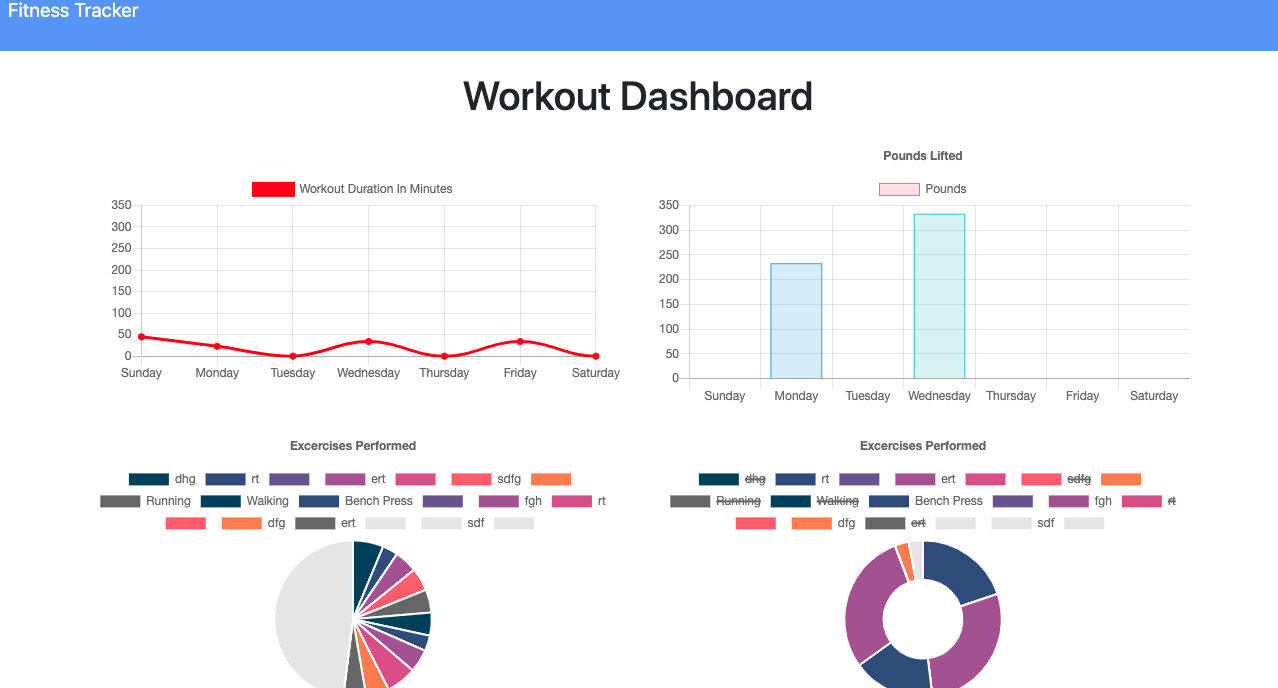 Fitness Tracker
Workout Dashboard
Workout Duration In Minutes
350
300
250
200
150
100
50
0
Sunday Monday Tuesday Wednesday Thursday Friday Saturday
Pounds Lifted
Pounds
350
300
250
200
150
100
50
0
Sunday Monday Tuesday Wednesday Thursday Friday Saturday
Excercises Performed
dhg rt ert sdfg
Running Walking Bench Press fgh rt
dfg ert sdf
Excercises Performed
dhg rt ert sdfg
Running Walking Bench Press fgh rt
dfg ert sdf